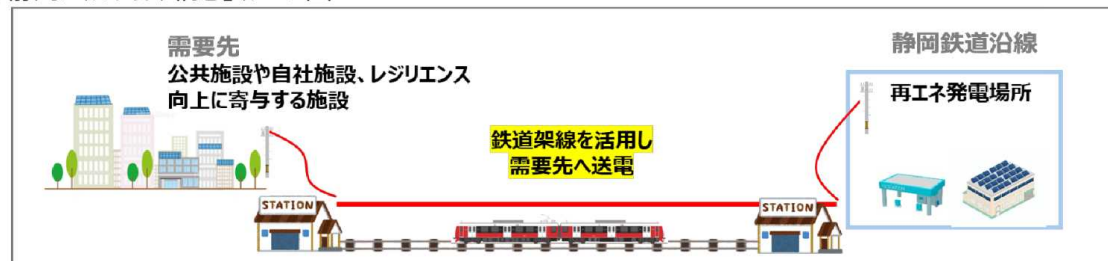 需要先
公共施設や自社施設、レジリエンス
向上に寄与する施設
鉄道架線を活用し
需要先へ送電
静岡鉄道沿線
再エネ発電場所
STATION
STATION